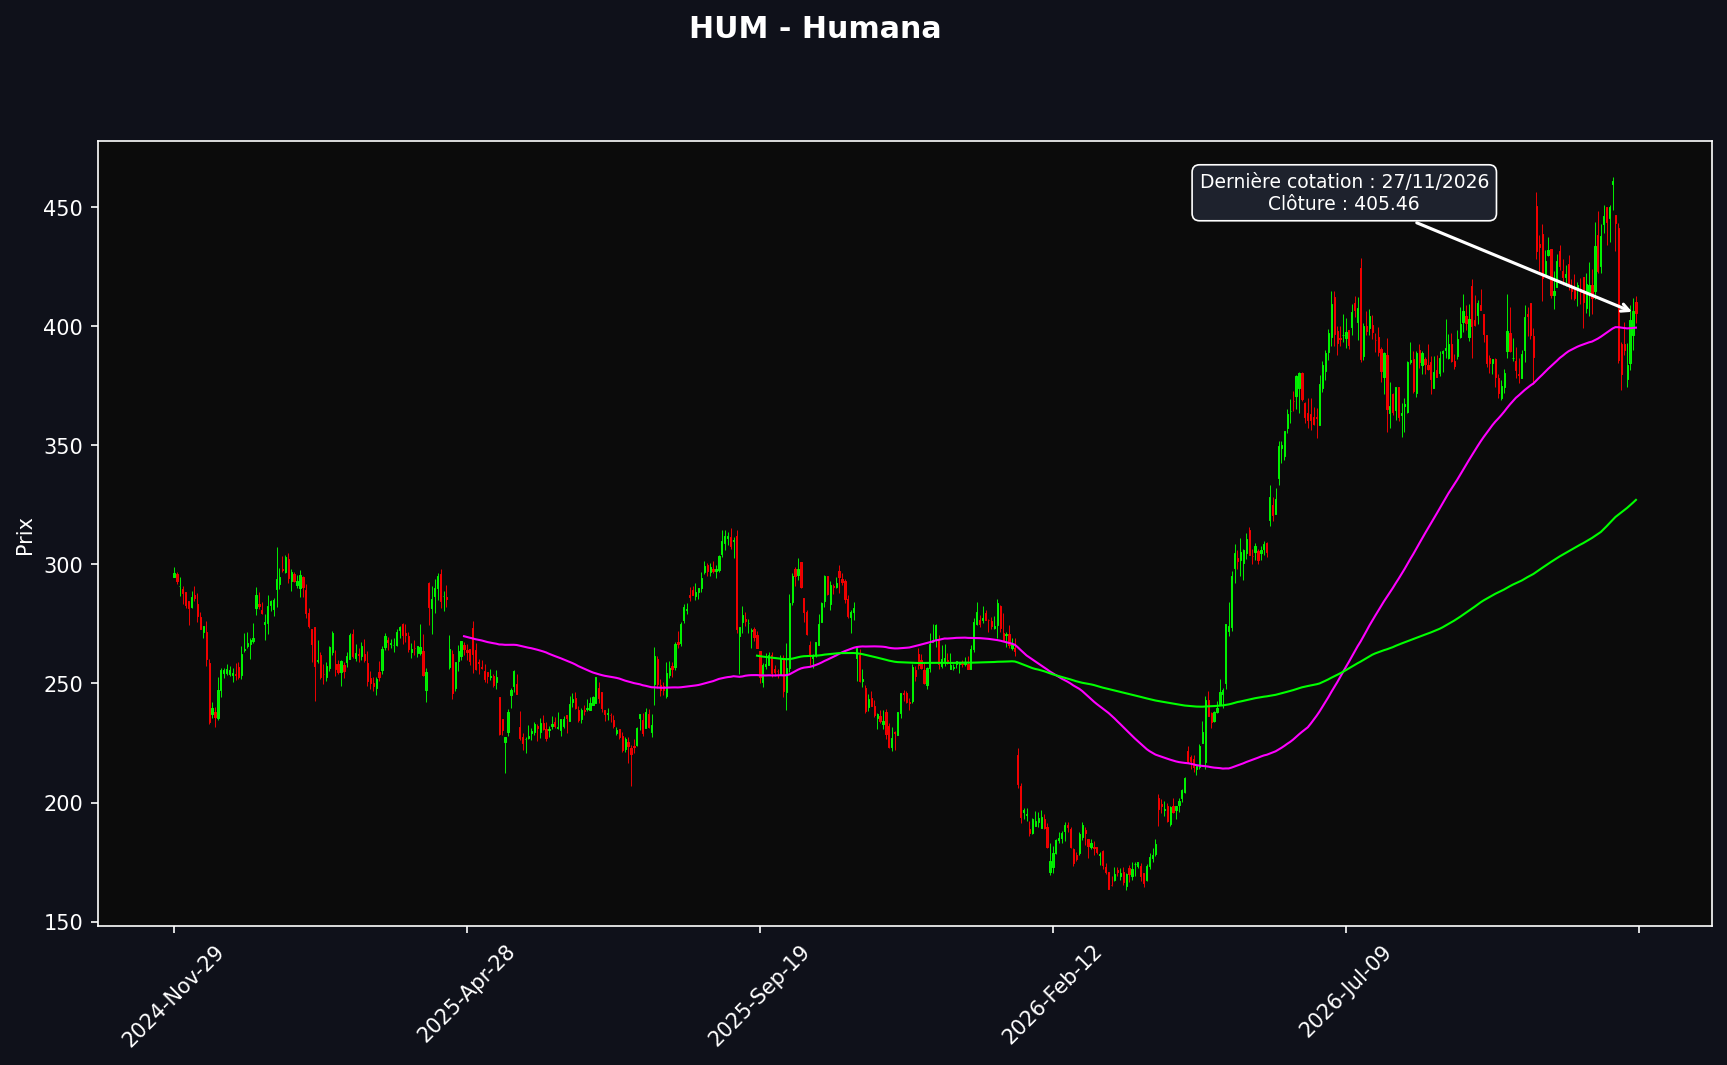 HUM - Humana
Dernière cotation : 27/11/2026
Clôture : 405.46
Prix
450
400
350
300
250
200
150
2024-Nov-29
2025-Apr-28
2025-Sep-19
2026-Feb-12
2026-Jul-09